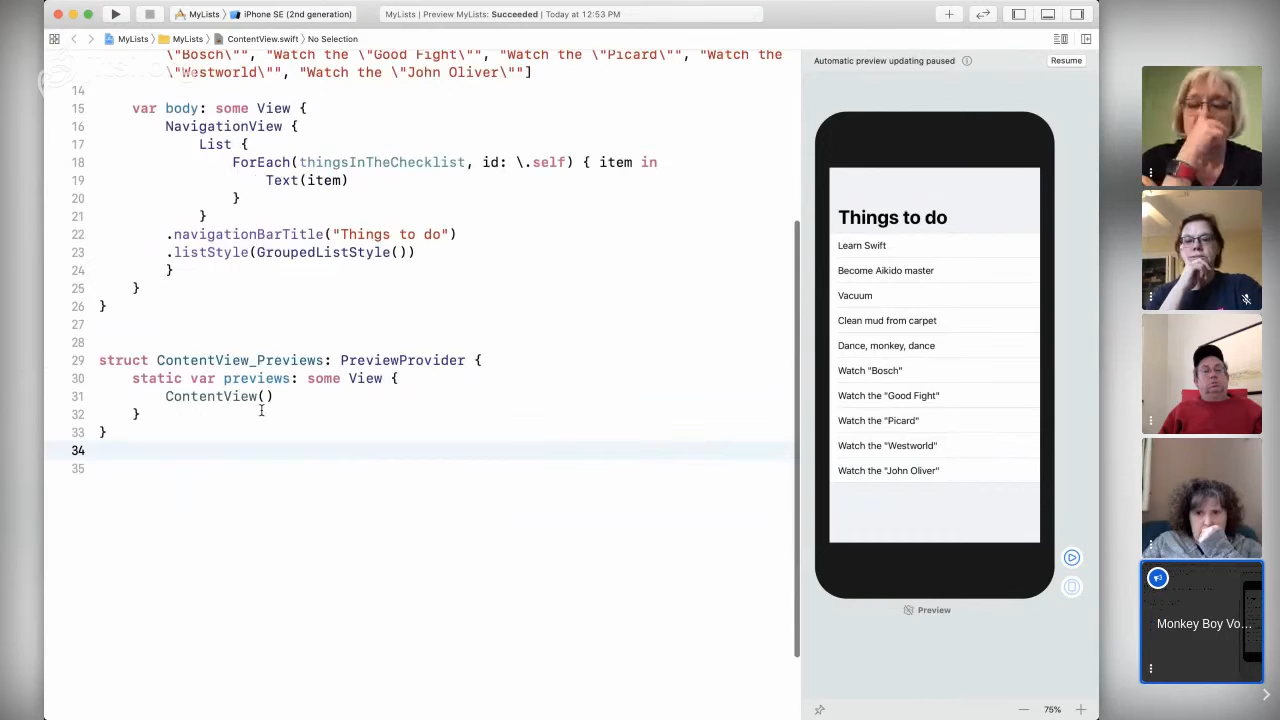 MyLists
iPhone SE (2nd generation)
MyLists | Preview MyLists: Succeeded | Today at 12:53 PM
MyLists
MyLists
ContentView.swift
No Selection
\"Bosch\"", "Watch the \"Good Fight\"", "Watch the \"Picard\"", "Watch the
\"Westworld\"", "Watch the \"John Oliver\""]
14
15 var body: some View {
16 NavigationView {
17 List {
18 ForEach(thingsInTheChecklist, id: \.self) { item in
19 Text(item)
20 }
21 }
22 .navigationBarTitle("Things to do")
23 .listStyle(GroupedListStyle())
24 }
25 }
26 }
27
28
29 struct ContentView_Previews: PreviewProvider {
30 static var previews: some View {
31 ContentView()
32 }
33 }
34
35
Automatic preview updating paused
Resume
Things to do
Learn Swift
Become Aikido master
Vacuum
Clean mud from carpet
Dance, monkey, dance
Watch "Bosch"
Watch the "Good Fight"
Watch the "Picard"
Watch the "Westworld"
Watch the "John Oliver"
Preview
75%
Monkey Boy Vo...